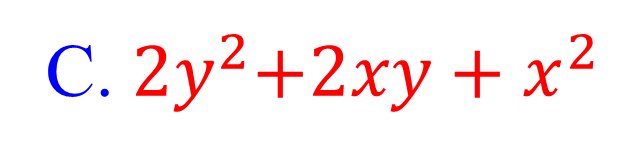 C. 2y²+2xy + x²